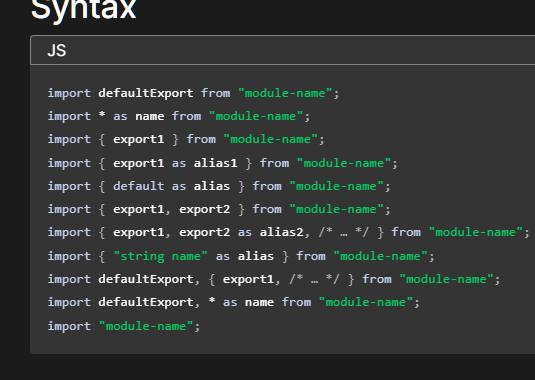 Syntax
JS
import defaultExport from "module-name";
import * as name from "module-name";
import { export1 } from "module-name";
import { export1 as alias1 } from "module-name";
import { default as alias } from "module-name";
import { export1, export2 } from "module-name";
import { export1, export2 as alias2, /* … */ } from "module-name";
import { "string name" as alias } from "module-name";
import defaultExport, { export1, /* … */ } from "module-name";
import defaultExport, * as name from "module-name";
import "module-name";